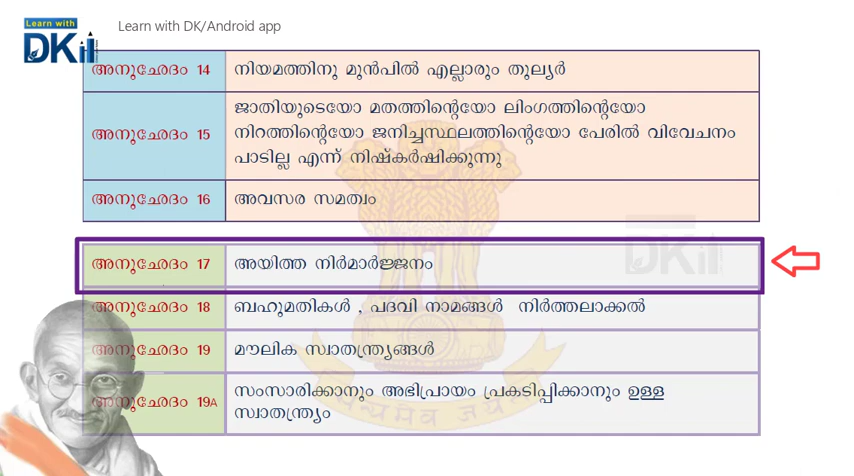 Learn with
DKil
Learn with DK/Android app
അനുഛേദം 14
നിയമത്തിനു മുൻപിൽ എല്ലാരും തുല്യർ
അനുഛേദം 15
ജാതിയുടെയോ മതത്തിന്റെയോ ലിംഗത്തിന്റെയോ
നിറത്തിന്റെയോ ജനിച്ചസ്ഥലത്തിന്റെയോ പേരിൽ വിവേചനം
പാടില്ല എന്ന് നിഷ്കർഷിക്കുന്നു
അനുഛേദം 16
അവസര സമത്വം
അനുഛേദം 17
അയിത്ത നിർമാർജ്ജനം
അനുഛേദം 18
ബഹുമതികൾ , പദവി നാമങ്ങൾ നിർത്തലാക്കൽ
അനുഛേദം 19
മൗലിക സ്വാതന്ത്ര്യങ്ങൾ
അനുഛേദം 19A
സംസാരിക്കാനും അഭിപ്രായം പ്രകടിപ്പിക്കാനും ഉള്ള
സ്വാതന്ത്ര്യം
DKil